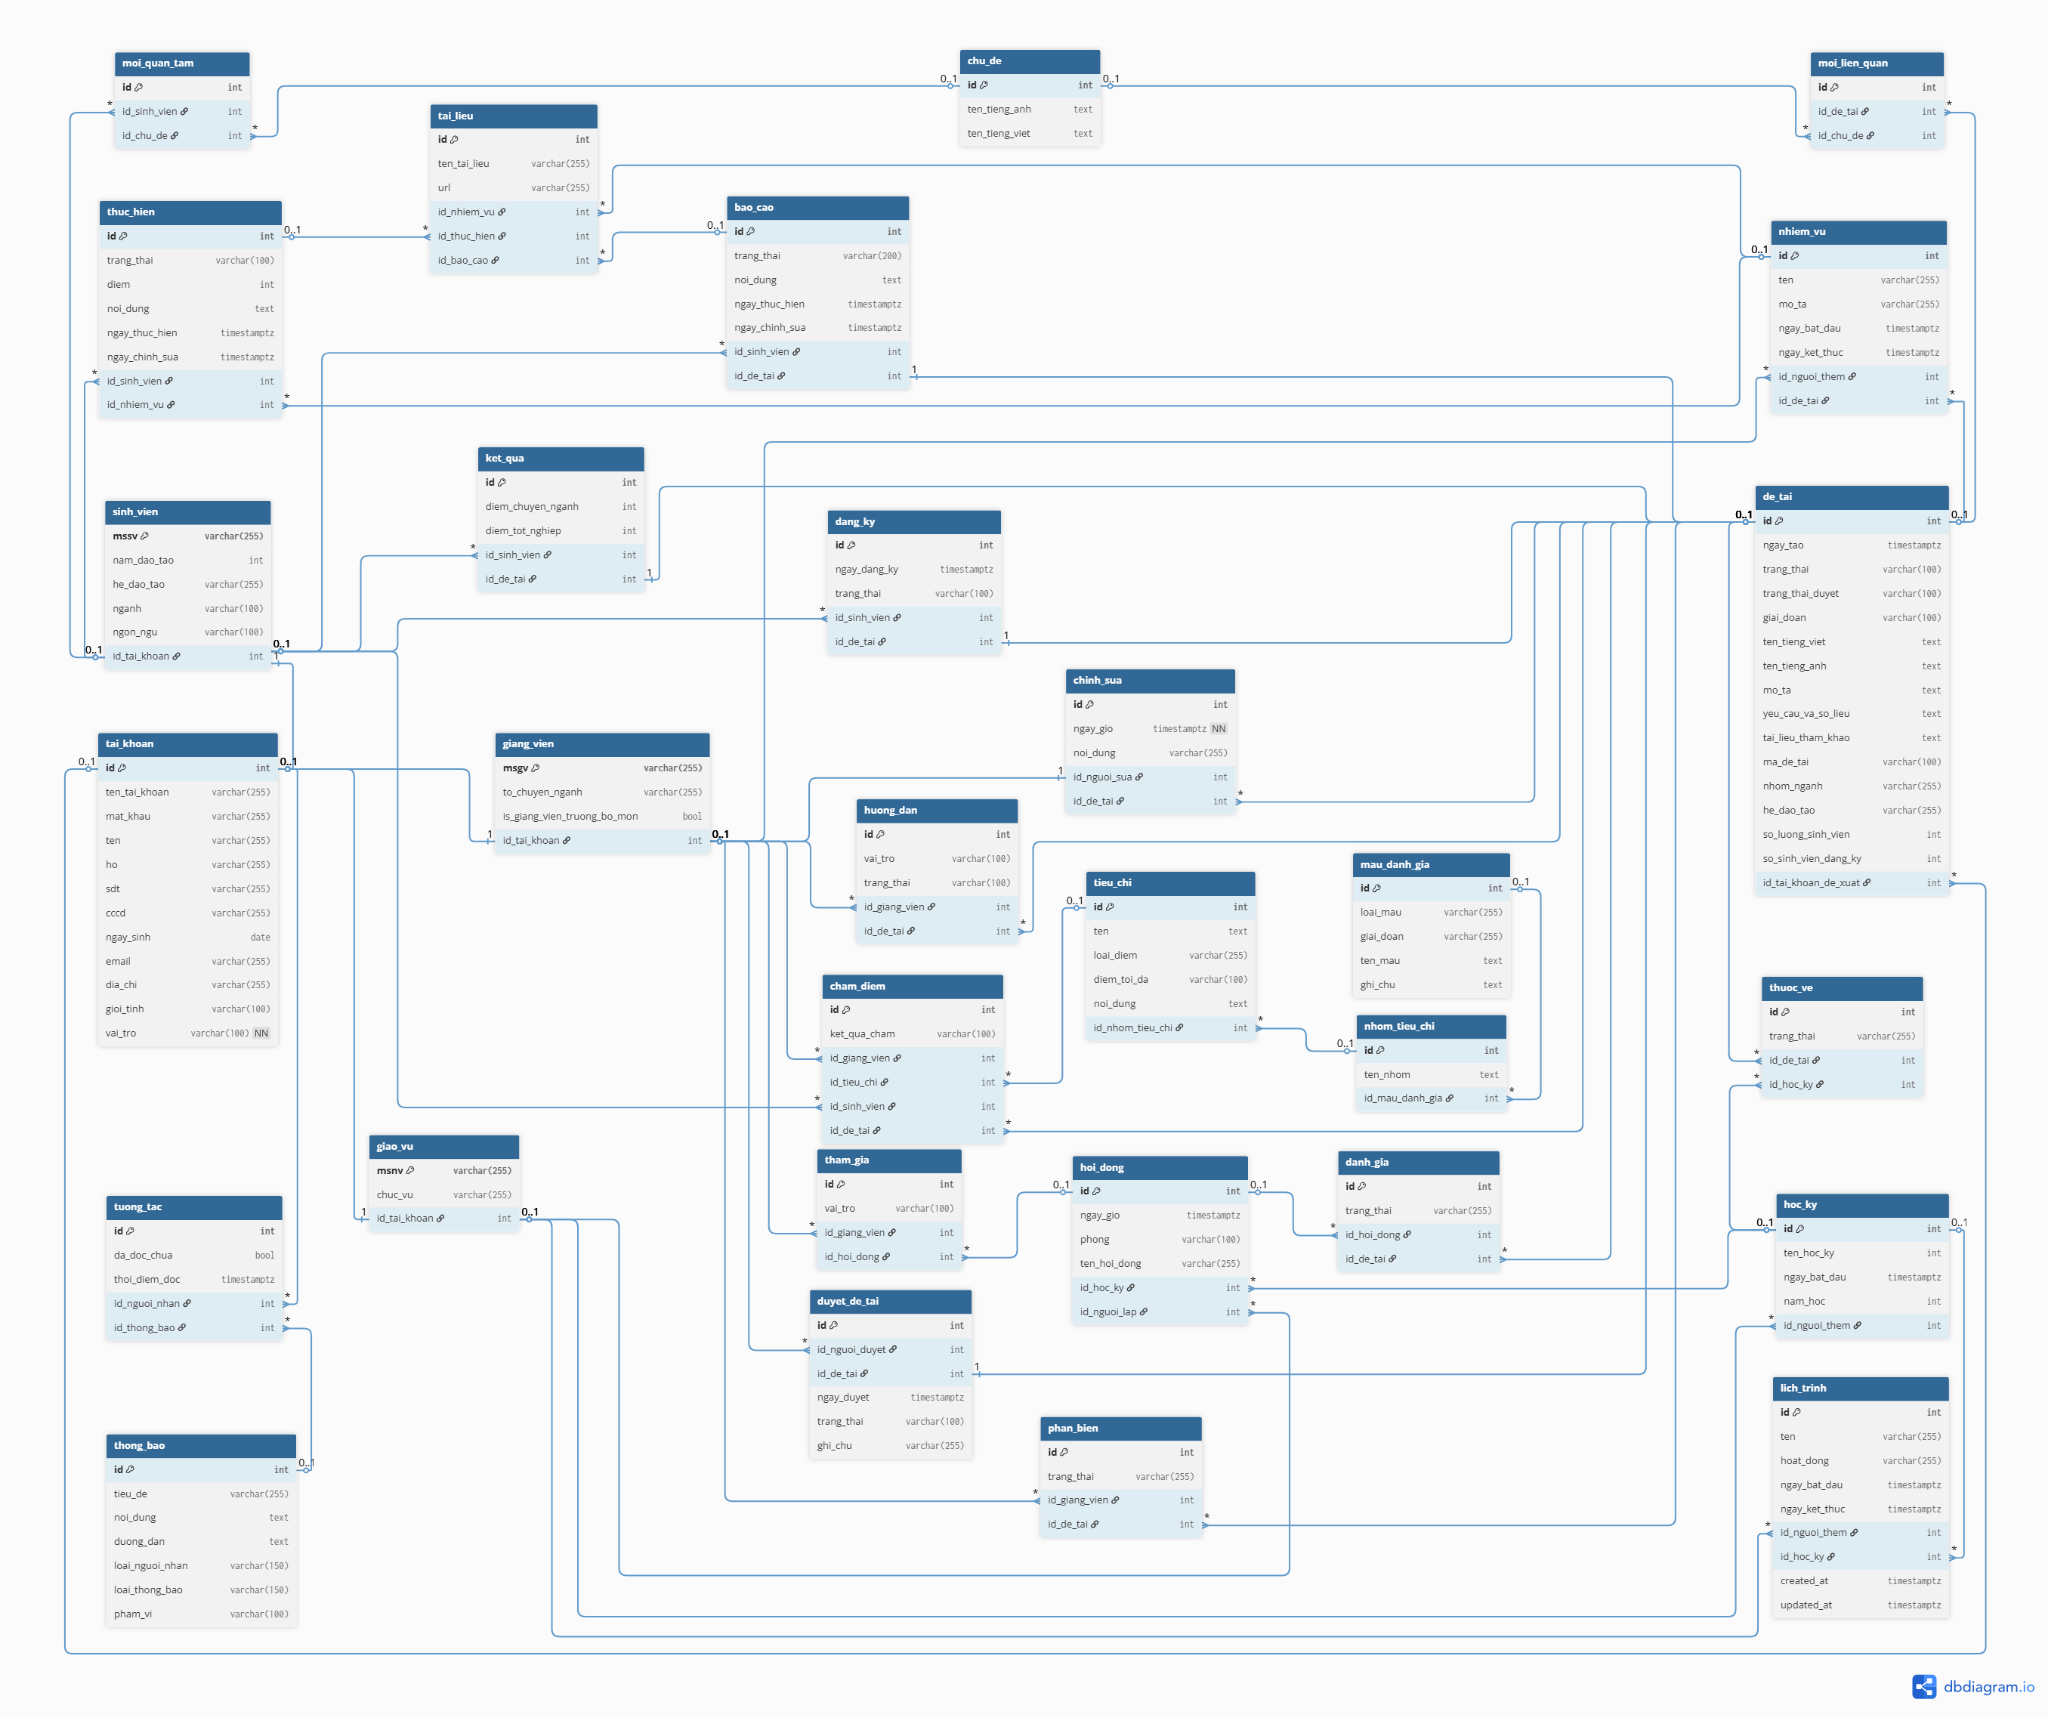 moi_quan_tam
id int
id_sinh_vien int
id_chu_de int
chu_de
id int
ten_tieng_anh text
ten_tieng_viet text
moi_lien_quan
id int
id_de_tai int
id_chu_de int
tai_lieu
id int
ten_tai_lieu varchar(255)
url varchar(255)
id_nhiem_vu int
id_thuc_hien int
id_bao_cao int
thuc_hien
id int
trang_thai varchar(100)
diem int
noi_dung text
ngay_thuc_hien timestamptz
ngay_chinh_sua timestamptz
id_sinh_vien int
id_nhiem_vu int
bao_cao
id int
trang_thai varchar(200)
noi_dung text
ngay_thuc_hien timestamptz
ngay_chinh_sua timestamptz
id_sinh_vien int
id_de_tai int
nhiem_vu
id int
ten varchar(255)
mo_ta varchar(255)
ngay_bat_dau timestamptz
ngay_ket_thuc timestamptz
id_nguoi_them int
id_de_tai int
ket_qua
id int
diem_chuyen_nganh int
diem_tot_nghiep int
id_sinh_vien int
id_de_tai int
sinh_vien
mssv varchar(255)
nam_dao_tao int
he_dao_tao varchar(255)
nganh varchar(100)
ngon_ngu varchar(100)
id_tai_khoan int
dang_ky
id int
ngay_dang_ky timestamptz
trang_thai varchar(100)
id_sinh_vien int
id_de_tai int
de_tai
id int
ngay_tao timestamptz
trang_thai varchar(100)
trang_thai_duyet varchar(100)
giai_doan varchar(100)
ten_tieng_viet text
ten_tieng_anh text
mo_ta text
yeu_cau_va_so_lieu text
tai_lieu_tham_khao text
ma_de_tai varchar(100)
nhom_nganh varchar(255)
he_dao_tao varchar(255)
so_luong_sinh_vien int
so_sinh_vien_dang_ky int
id_tai_khoan_de_xuat int
chinh_sua
id int
ngay_gio timestamptz NN
noi_dung varchar(255)
id_nguoi_sua int
id_de_tai int
tai_khoan
id int
ten_tai_khoan varchar(255)
mat_khau varchar(255)
ten varchar(255)
ho varchar(255)
sdt varchar(255)
cccd varchar(255)
ngay_sinh date
email varchar(255)
dia_chi varchar(255)
gioi_tinh varchar(100)
vai_tro varchar(100) NN
giang_vien
msgv varchar(255)
to_chuyen_nganh varchar(255)
is_giang_vien_truong_bo_mon bool
id_tai_khoan int
huong_dan
id int
vai_tro varchar(100)
trang_thai varchar(100)
id_giang_vien int
id_de_tai int
tieu_chi
id int
ten text
loai_diem varchar(255)
diem_toi_da varchar(100)
noi_dung text
id_nhom_tieu_chi int
mau_danh_gia
id int
loai_mau varchar(255)
giai_doan varchar(255)
ten_mau text
ghi_chu text
cham_diem
id int
ket_qua_cham varchar(100)
id_giang_vien int
id_tieu_chi int
id_sinh_vien int
id_de_tai int
nhom_tieu_chi
id int
ten_nhom text
id_mau_danh_gia int
thuoc_ve
id int
trang_thai varchar(255)
id_de_tai int
id_hoc_ky int
giao_vu
msnv varchar(255)
chuc_vu varchar(255)
id_tai_khoan int
tham_gia
id int
vai_tro varchar(100)
id_giang_vien int
id_hoi_dong int
hoi_dong
id int
ngay_gio timestamptz
phong varchar(100)
ten_hoi_dong varchar(255)
id_hoc_ky int
id_nguoi_lap int
danh_gia
id int
trang_thai varchar(255)
id_hoi_dong int
id_de_tai int
hoc_ky
id int
ten_hoc_ky int
ngay_bat_dau timestamptz
nam_hoc int
id_nguoi_them int
tuong_tac
id int
da_doc_chua bool
thoi_diem_doc timestamptz
id_nguoi_nhan int
id_thong_bao int
duyet_de_tai
id int
id_nguoi_duyet int
id_de_tai int
ngay_duyet timestamptz
trang_thai varchar(100)
ghi_chu varchar(255)
phan_bien
id int
trang_thai varchar(255)
id_giang_vien int
id_de_tai int
lich_trinh
id int
ten varchar(255)
hoat_dong varchar(255)
ngay_bat_dau timestamptz
ngay_ket_thuc timestamptz
id_nguoi_them int
id_hoc_ky int
created_at timestamptz
updated_at timestamptz
thong_bao
id int
tieu_de varchar(255)
noi_dung text
duong_dan text
loai_nguoi_nhan varchar(150)
loai_thong_bao varchar(150)
pham_vi varchar(100)
dbdiagram.io